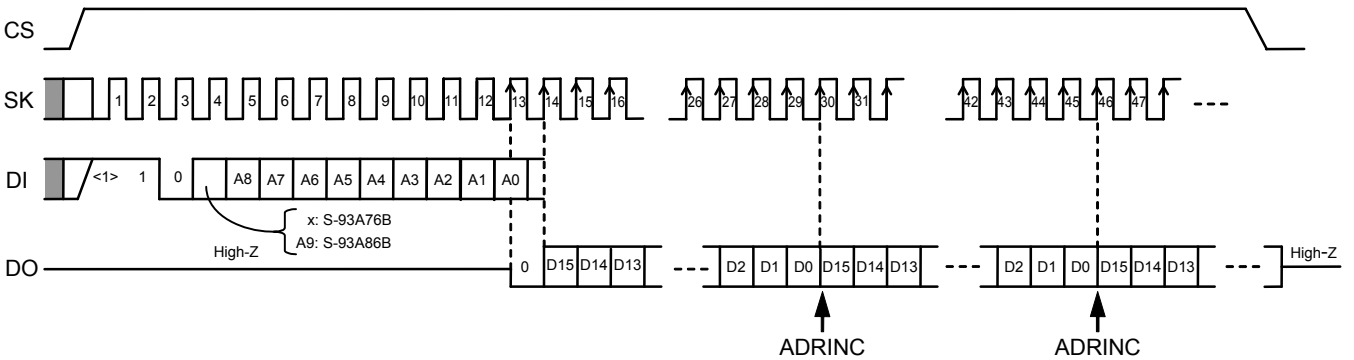 CS
SK 1 2 3 4 5 6 7 8 9 10 11 12 13 14 15 16 26 27 28 29 30 31 42 43 44 45 46 47
DI <1> 1 0 A8 A7 A6 A5 A4 A3 A2 A1 A0
x: S-93A76B
A9: S-93A86B
High-Z
DO 0 D15 D14 D13 D2 D1 D0 D15 D14 D13 D2 D1 D0 D15 D14 D13 High-Z
ADRINC ADRINC